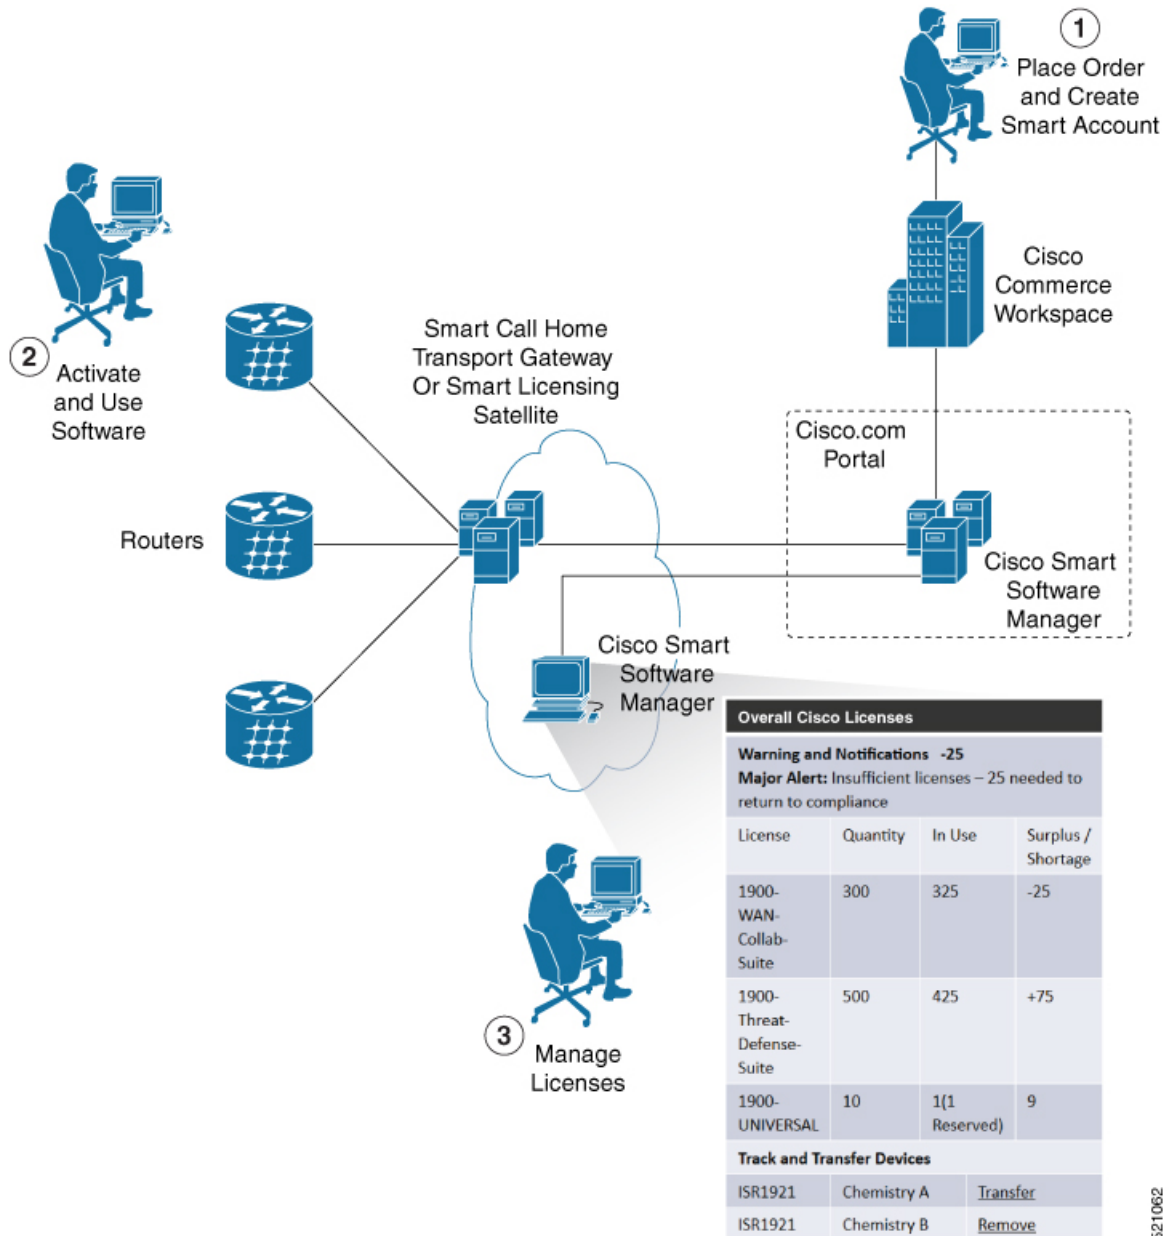 1
Place Order
and Create
Smart Account
Cisco
Commerce
Workspace
2
Activate
and Use
Software
Smart Call Home
Transport Gateway
Or Smart Licensing
Satellite
Cisco.com
Portal
Routers
Cisco Smart
Software
Manager
Cisco Smart
Software
Manager
3
Manage
Licenses
Overall Cisco Licenses
Warning and Notifications -25
Major Alert: Insufficient licenses – 25 needed to
return to compliance
License Quantity In Use Surplus /
Shortage
1900- 300 325 -25
WAN-
Collab-
Suite
1900- 500 425 +75
Threat-
Defense-
Suite
1900- 10 1(1 9
UNIVERSAL Reserved)
Track and Transfer Devices
ISR1921 Chemistry A Transfer
ISR1921 Chemistry B Remove
521062